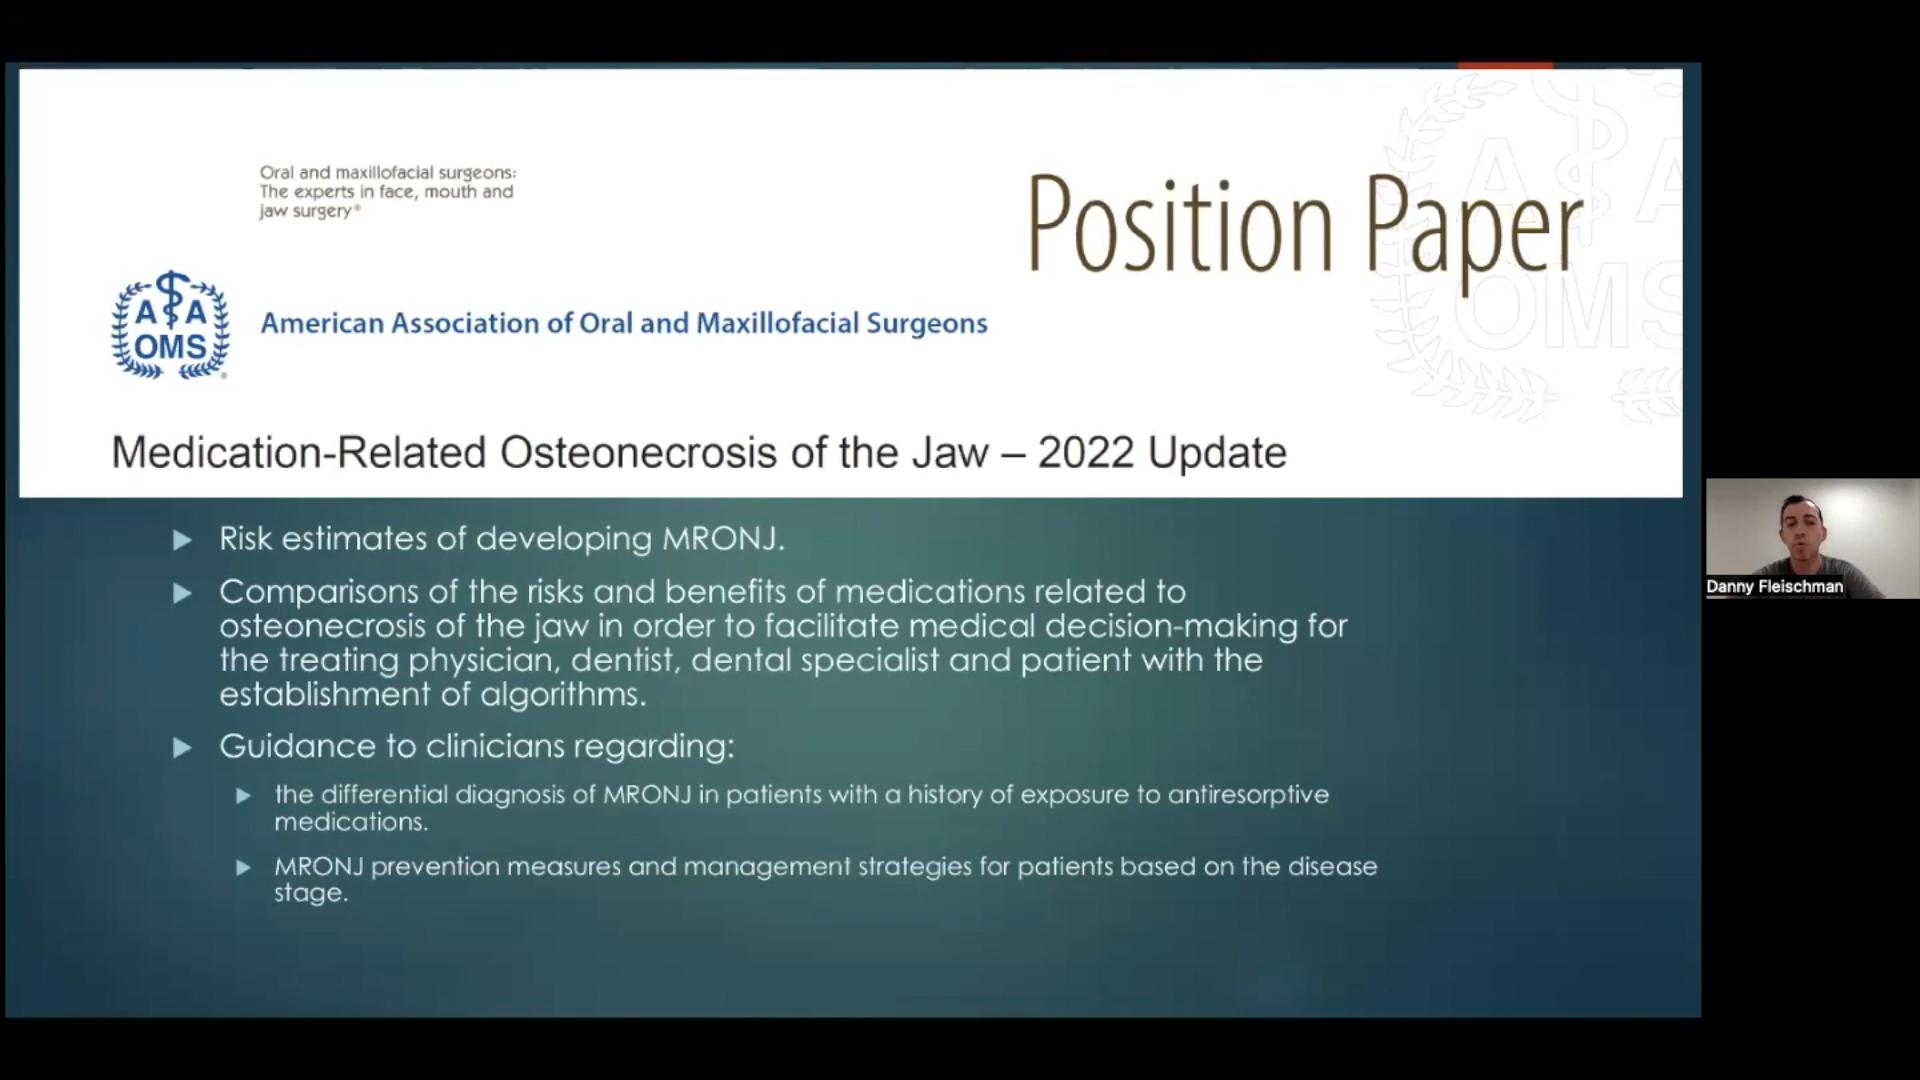 Oral and maxillofacial surgeons:
The experts in face, mouth and
jaw surgery®
Position Paper
A A
OMS
®
American Association of Oral and Maxillofacial Surgeons
A A
OMS
Medication-Related Osteonecrosis of the Jaw – 2022 Update
Risk estimates of developing MRONJ.
Comparisons of the risks and benefits of medications related to
osteonecrosis of the jaw in order to facilitate medical decision-making for
the treating physician, dentist, dental specialist and patient with the
establishment of algorithms.
Guidance to clinicians regarding:
the differential diagnosis of MRONJ in patients with a history of exposure to antiresorptive
medications.
MRONJ prevention measures and management strategies for patients based on the disease
stage.
Danny Fleischman